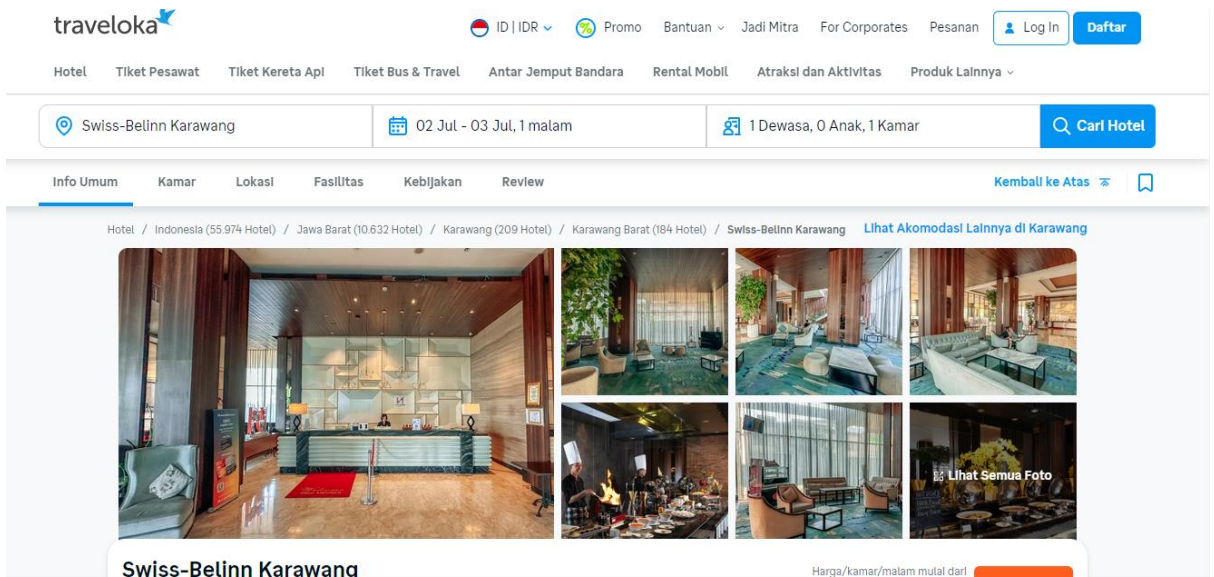 traveloka
ID | IDR
Promo
Bantuan
Jadi Mitra
For Corporates
Pesanan
Log In
Daftar
Hotel
Tiket Pesawat
Tiket Kereta Api
Tiket Bus & Travel
Antar Jemput Bandara
Rental Mobil
Atraksi dan Aktivitas
Produk Lainnya
Swiss-Belinn Karawang
02 Jul - 03 Jul, 1 malam
1 Dewasa, 0 Anak, 1 Kamar
Cari Hotel
Info Umum
Kamar
Lokasi
Fasilitas
Kebijakan
Review
Kembali ke Atas
Hotel / Indonesia (55.974 Hotel) / Jawa Barat (10.632 Hotel) / Karawang (209 Hotel) / Karawang Barat (184 Hotel) / Swiss-Belinn Karawang
Lihat Akomodasi Lainnya di Karawang
Lihat Semua Foto
Swiss-Belinn Karawang
Harga/kamar/malam mulai dari